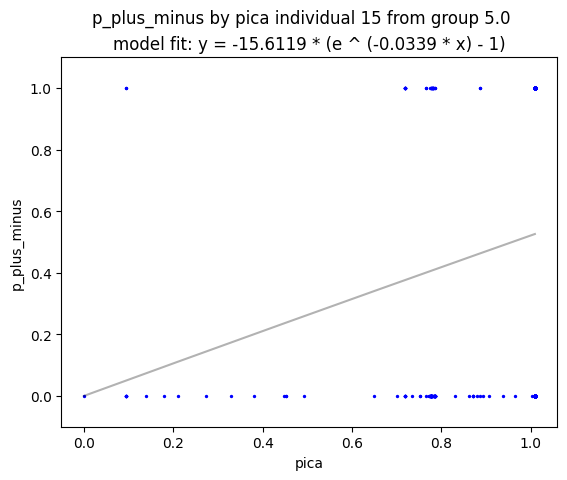 p_plus_minus by pica individual 15 from group 5.0
model fit: y = -15.6119 * (e ^ (-0.0339 * x) - 1)
1.0
0.8
0.6
0.4
0.2
0.0
p_plus_minus
0.0 0.2 0.4 0.6 0.8 1.0
pica